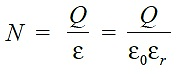 N = Q/ε = Q/ε₀εᵣ